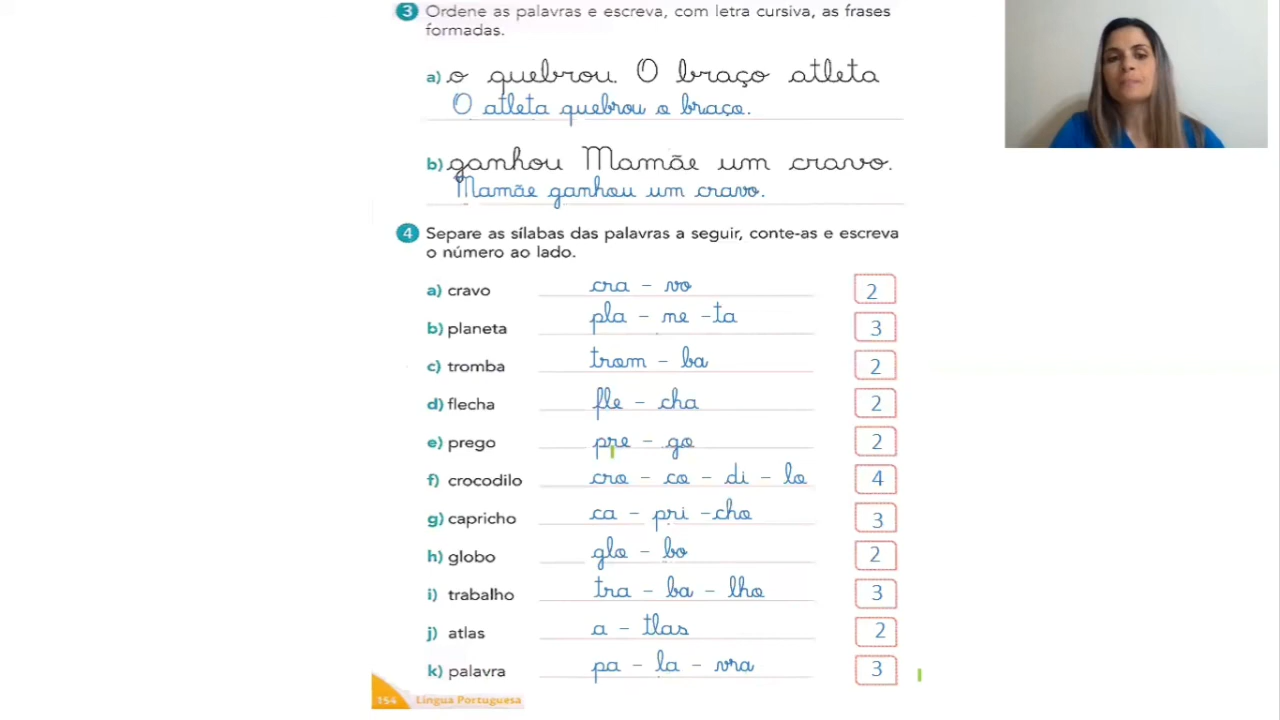 3 Ordene as palavras e escreva, com letra cursiva, as frases
formadas.
a) o quebrou. O braço atleta
O atleta quebrou o braço.
b) ganhou Mamãe um cravo.
Mamãe ganhou um cravo.
4 Separe as sílabas das palavras a seguir, conte-as e escreva
o número ao lado.
a) cravo cra - vo 2
b) planeta pla - ne -ta 3
c) tromba trom - ba 2
d) flecha fle - cha 2
e) prego pre - go 2
f) crocodilo cro - co - di - lo 4
g) capricho ca - pri -cho 3
h) globo glo - bo 2
i) trabalho tra - ba - lho 3
j) atlas a - tlas 2
k) palavra pa - la - vra 3
154 Língua Portuguesa